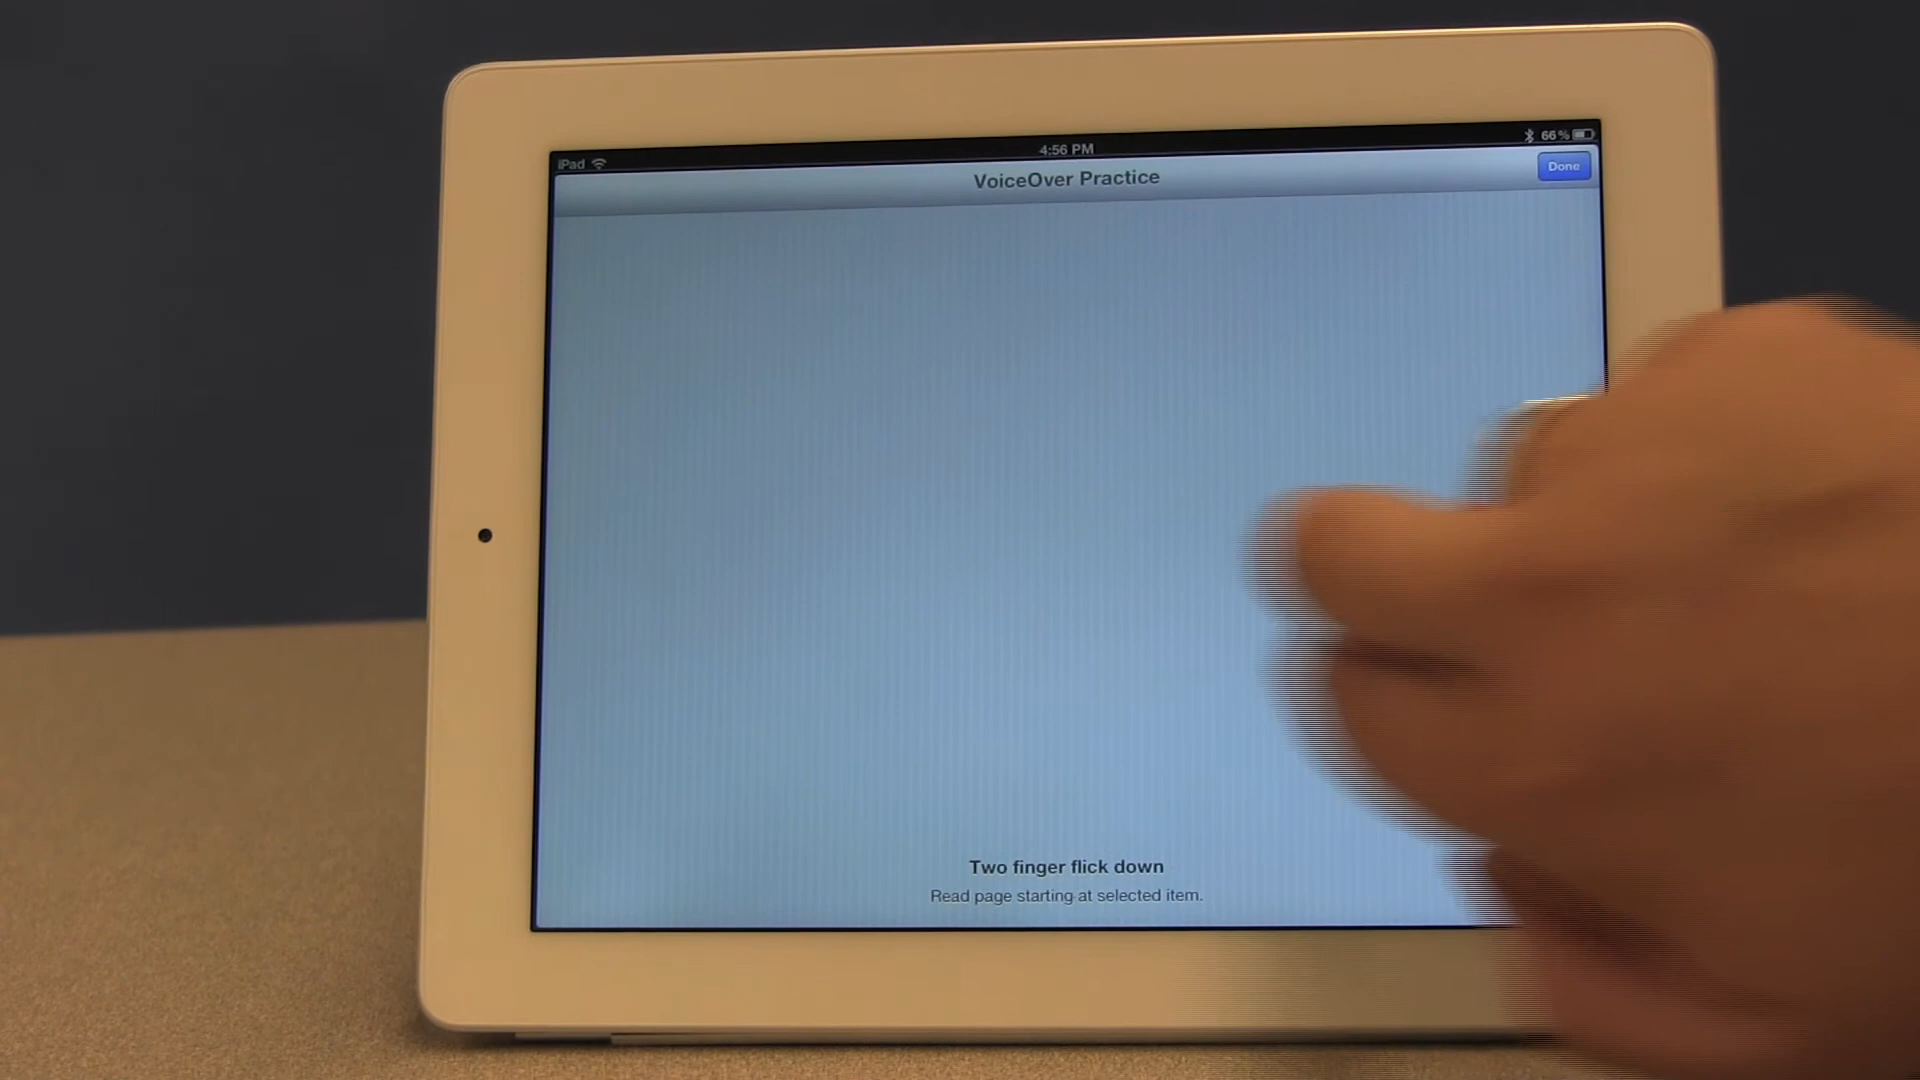 iPad
4:56 PM
66%
VoiceOver Practice
Done
Two finger flick down
Read page starting at selected item.